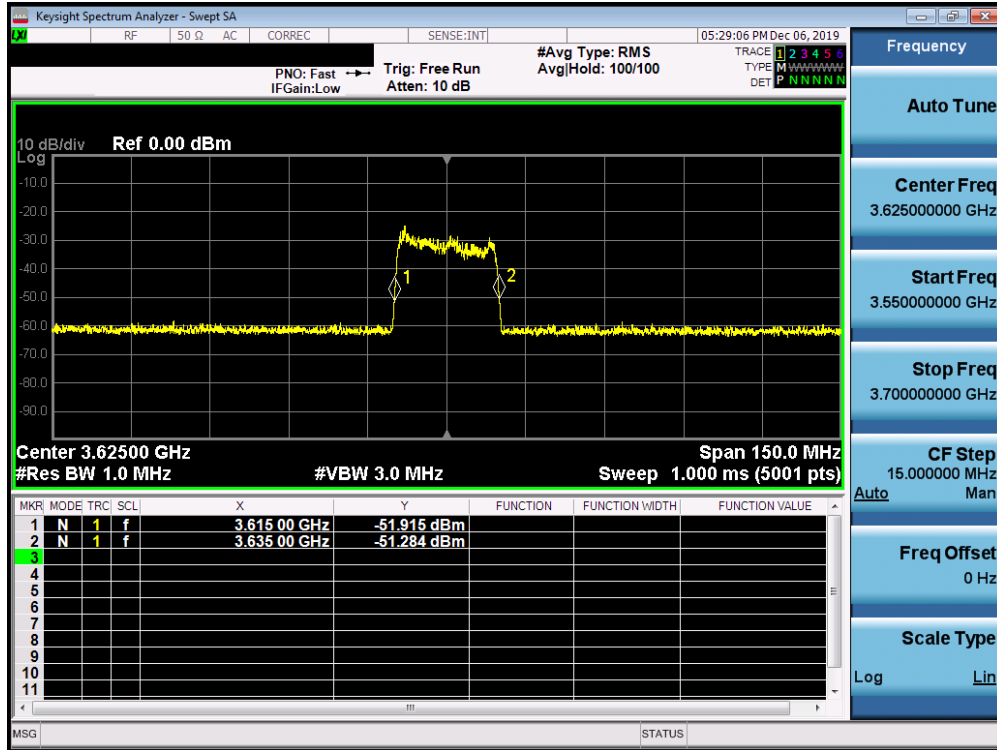 Keysight Spectrum Analyzer - Swept SA
LXI RF 50 Ω AC CORREC SENSE:INT 05:29:06 PM Dec 06, 2019
PNO: Fast Trig: Free Run #Avg Type: RMS TRACE 1 2 3 4 5 6
IFGain:Low Atten: 10 dB Avg|Hold: 100/100 TYPE M WWWWW
DET P N N N N N
10 dB/div Ref 0.00 dBm
Log
-10.0
-20.0
-30.0
-40.0
-50.0
-60.0
-70.0
-80.0
-90.0
1
2
Center 3.62500 GHz Span 150.0 MHz
#Res BW 1.0 MHz #VBW 3.0 MHz Sweep 1.000 ms (5001 pts)
MKR MODE TRC SCL X Y FUNCTION FUNCTION WIDTH FUNCTION VALUE
1 N 1 f 3.615 00 GHz -51.915 dBm
2 N 1 f 3.635 00 GHz -51.284 dBm
3
4
5
6
7
8
9
10
11
MSG STATUS
Frequency
Auto Tune
Center Freq
3.625000000 GHz
Start Freq
3.550000000 GHz
Stop Freq
3.700000000 GHz
CF Step
15.000000 MHz
Auto Man
Freq Offset
0 Hz
Scale Type
Log Lin